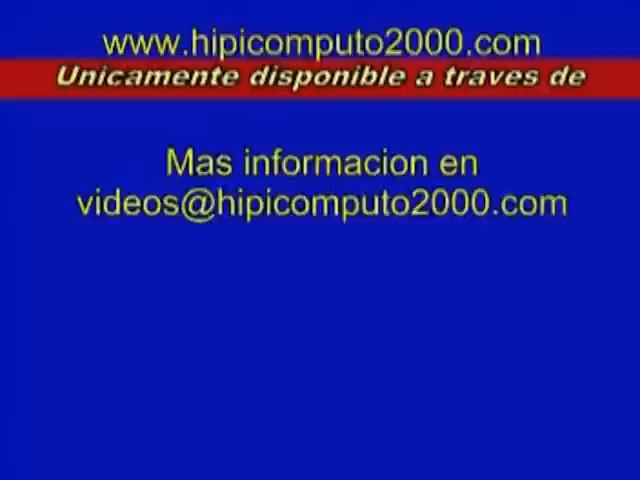 www.hipicomputo2000.com
Unicamente disponible a traves de
Mas informacion en
videos@hipicomputo2000.com